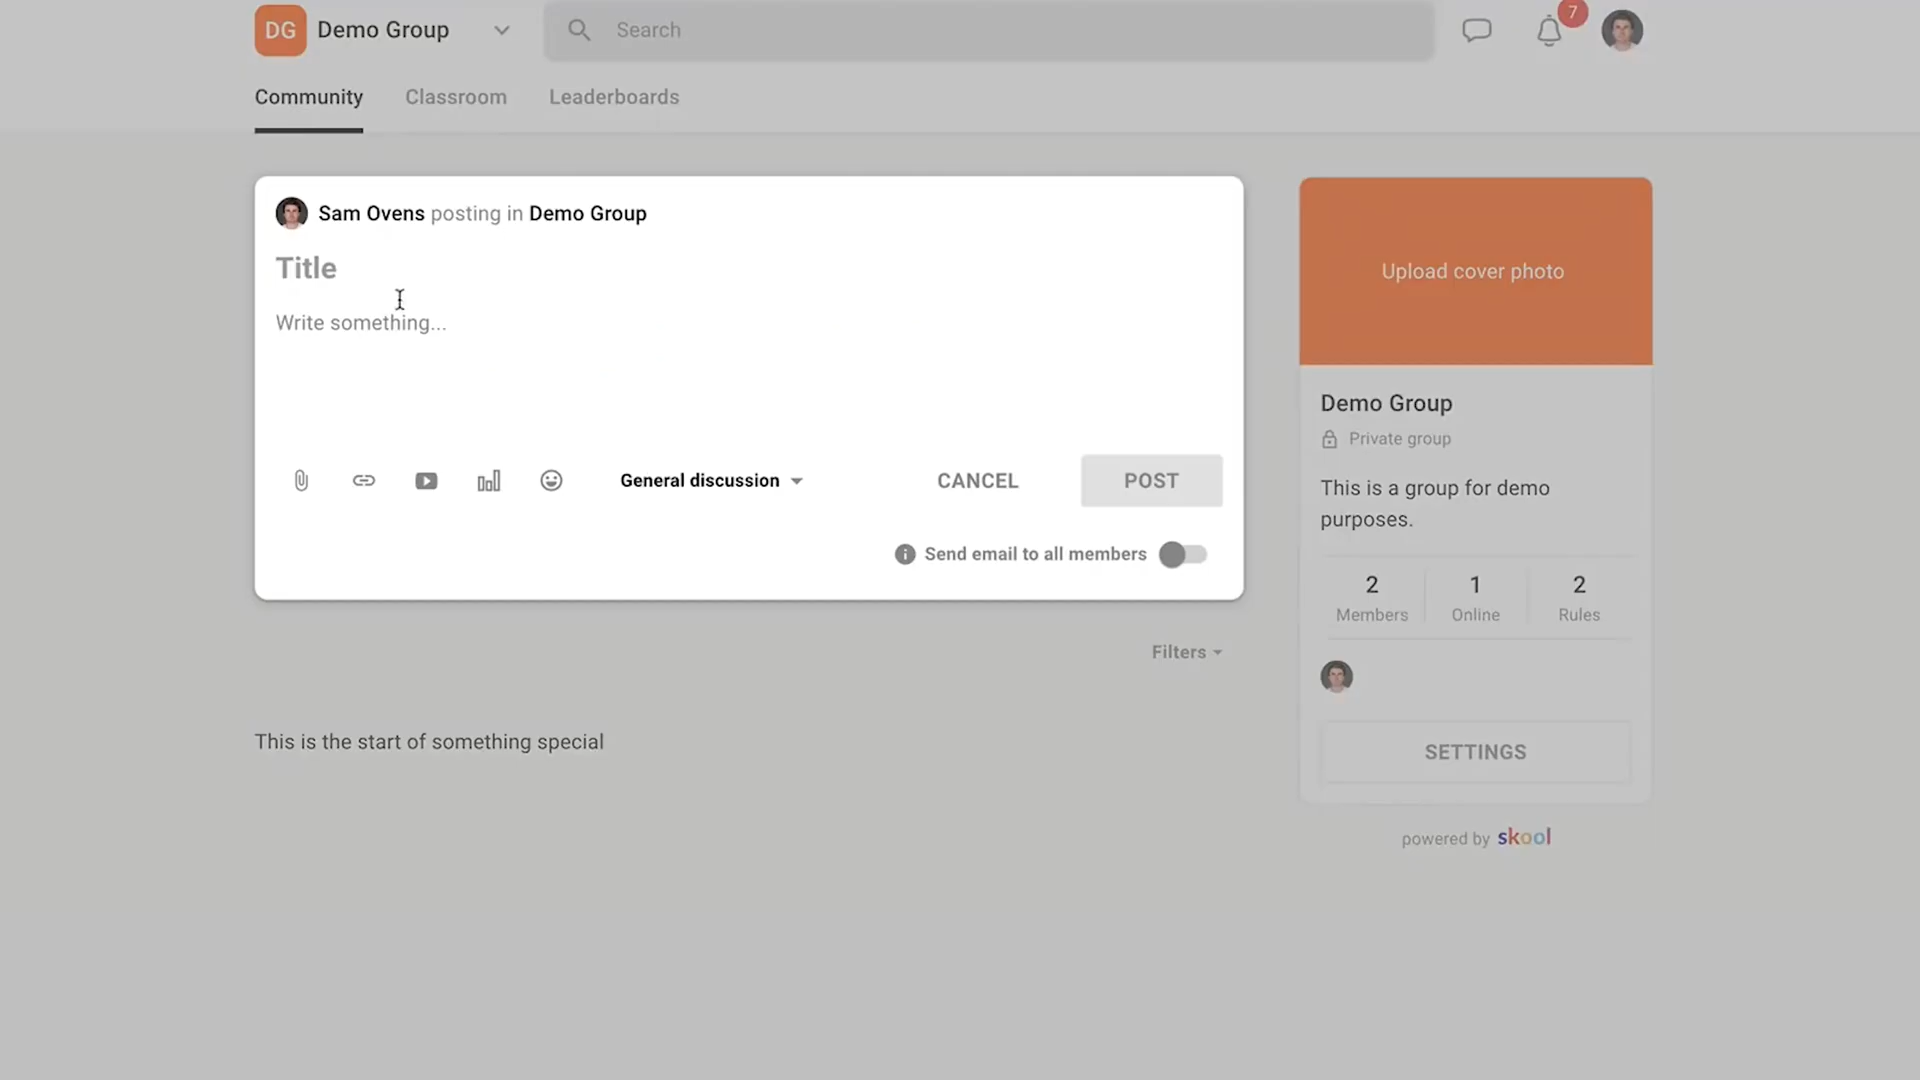 DG Demo Group Search 7
Community Classroom Leaderboards
Sam Ovens posting in Demo Group
Title
Write something...
General discussion CANCEL POST
Send email to all members
Filters
This is the start of something special
Upload cover photo
Demo Group
Private group
This is a group for demo
purposes.
2 1 2
Members Online Rules
SETTINGS
powered by skool